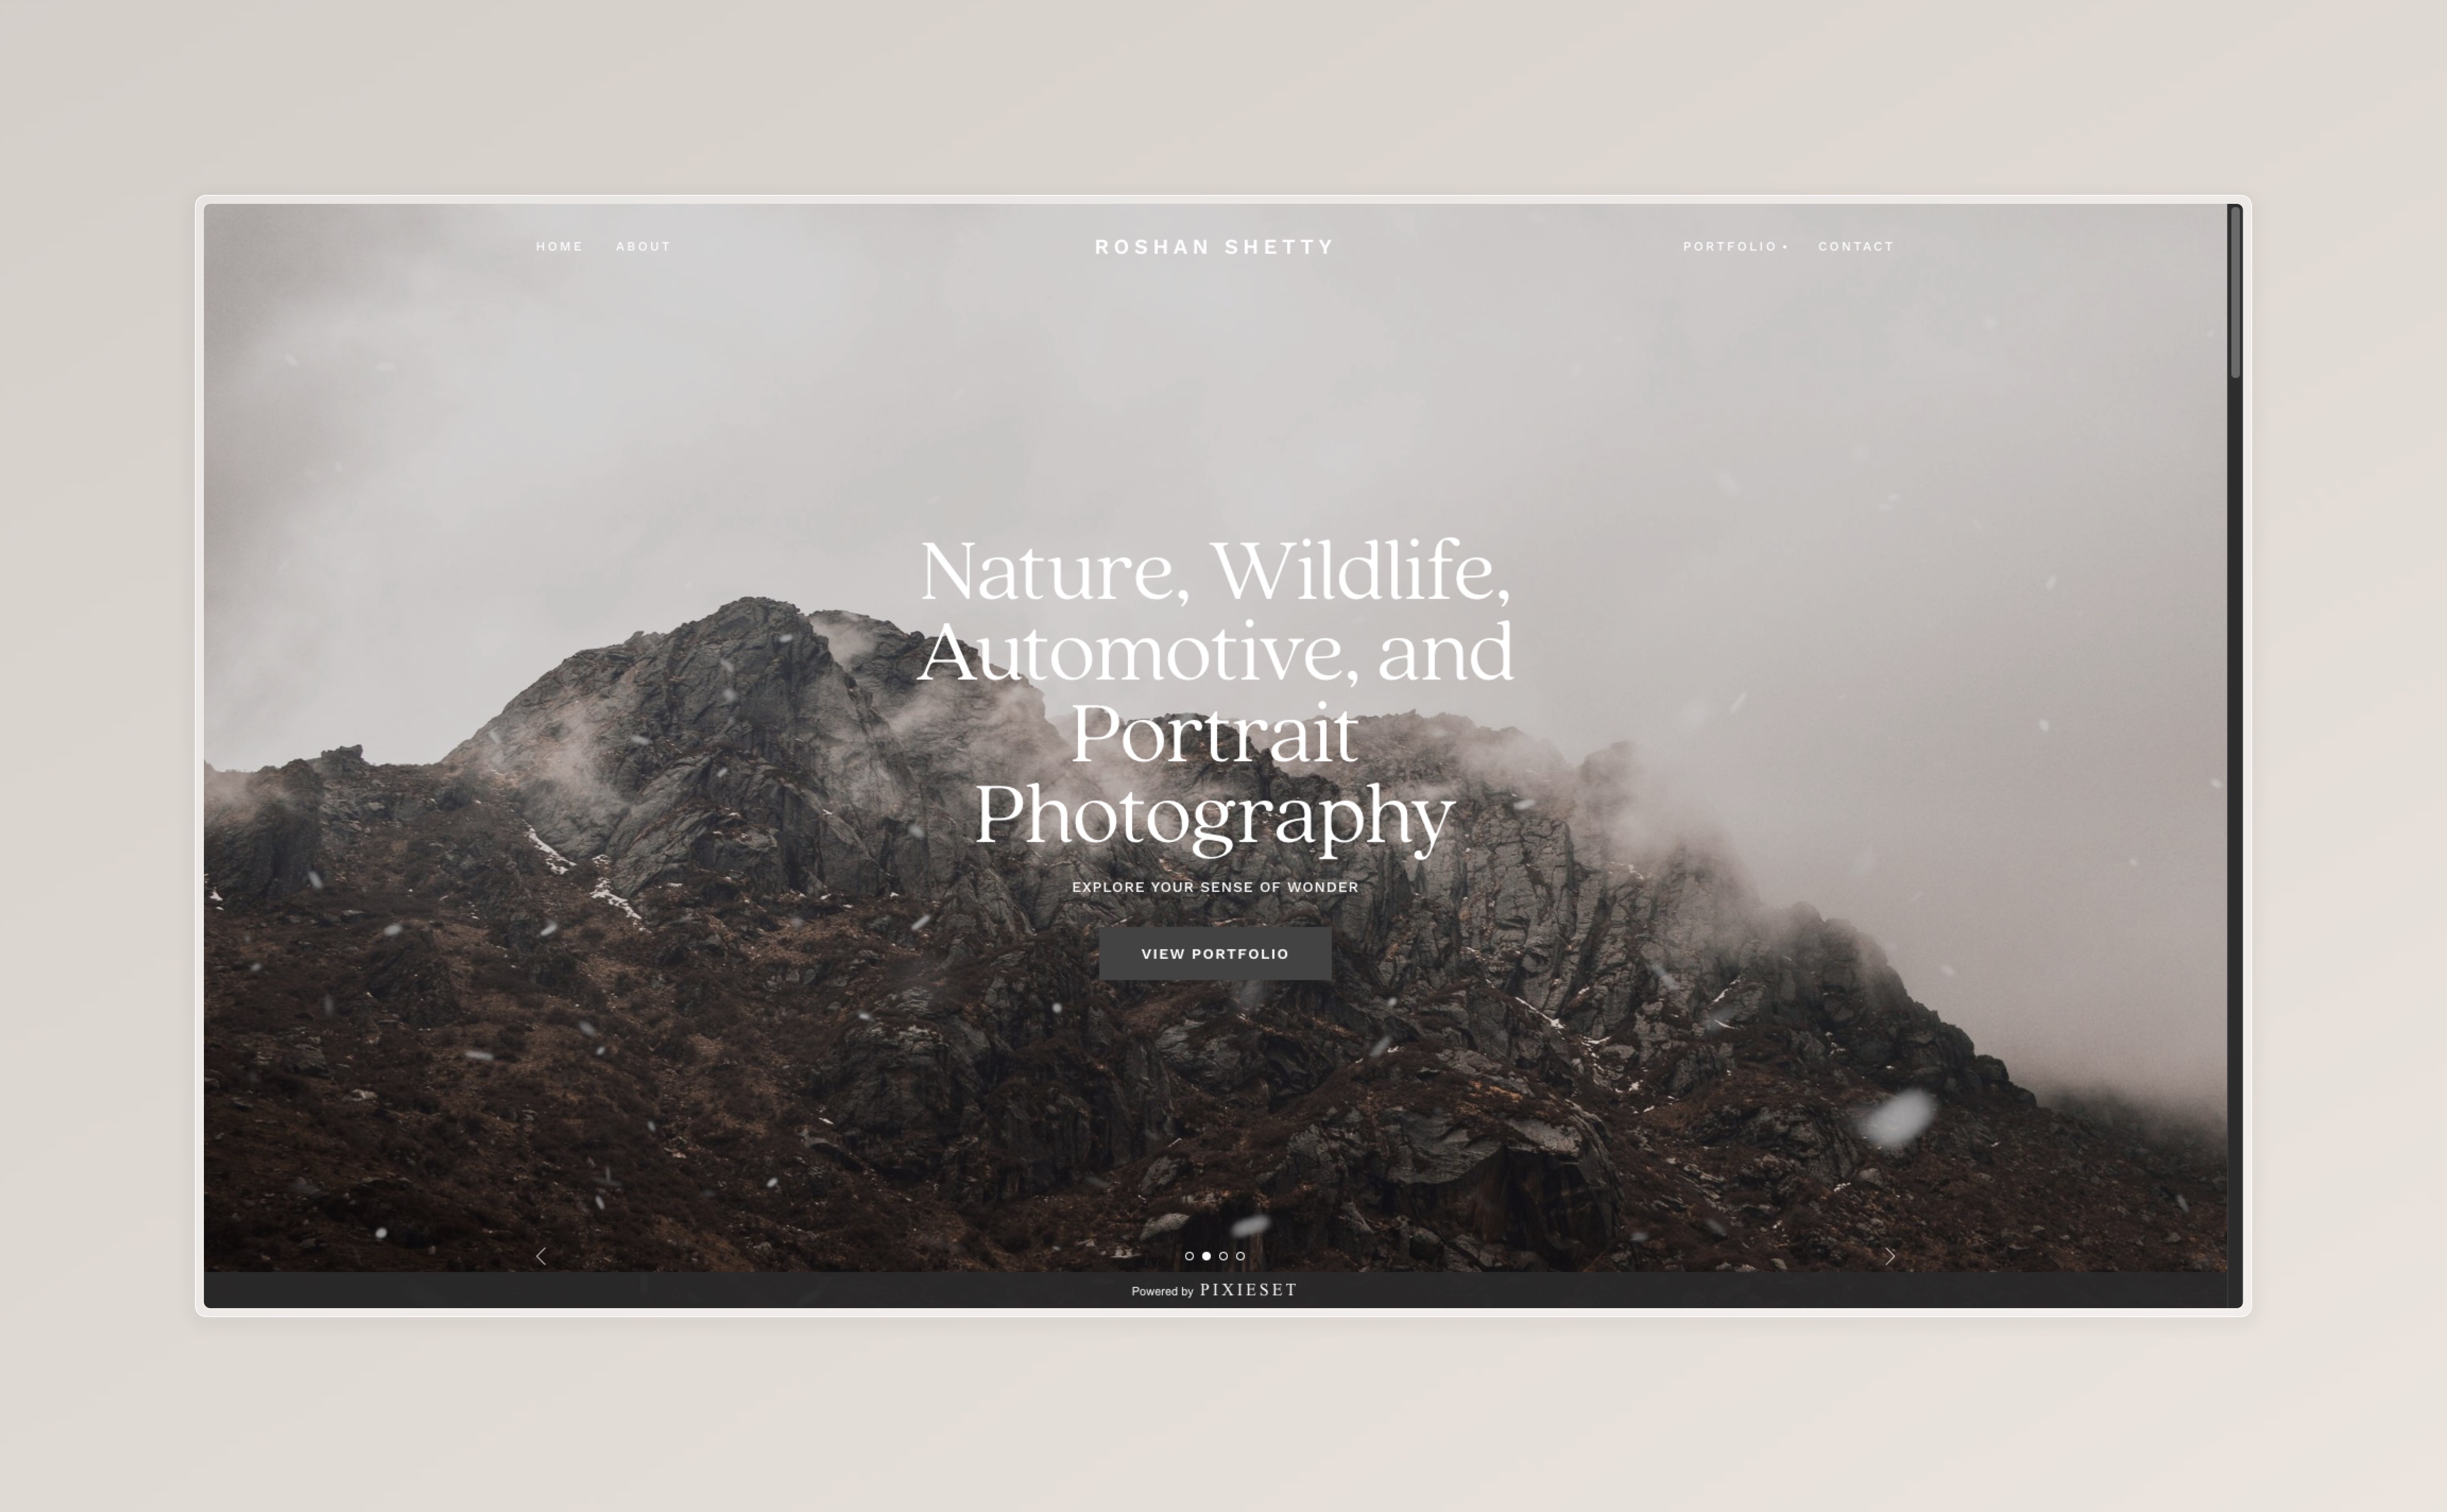 HOME ABOUT ROSHAN SHETTY PORTFOLIO • CONTACT
Nature, Wildlife,
Automotive, and
Portrait
Photography
EXPLORE YOUR SENSE OF WONDER
VIEW PORTFOLIO
Powered by PIXIESET